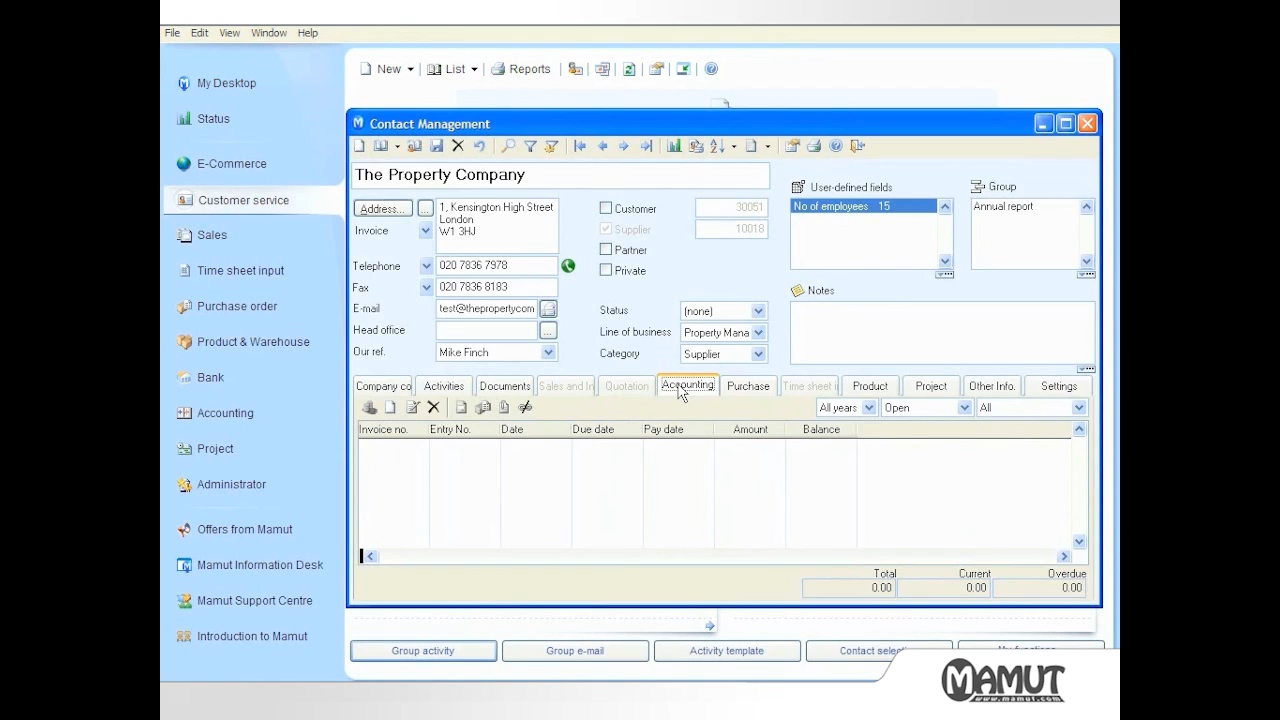 File Edit View Window Help
My Desktop
Status
E-Commerce
Customer service
Sales
Time sheet input
Purchase order
Product & Warehouse
Bank
Accounting
Project
Administrator
Offers from Mamut
Mamut Information Desk
Mamut Support Centre
Introduction to Mamut
New List Reports
Contact Management
The Property Company
Address... ...
1, Kensington High Street
London
W1 3HJ
Invoice
Telephone 020 7836 7978
Fax 020 7836 8183
E-mail test@thepropertycom
Head office ...
Our ref. Mike Finch
Customer 30051
Supplier 10018
Partner
Private
Status (none)
Line of business Property Mana
Category Supplier
User-defined fields
No of employees 15
Group
Annual report
Notes
Company co Activities Documents Sales and In Quotation Accounting Purchase Time sheet i Product Project Other Info. Settings
All years Open All
Invoice no. Entry No. Date Due date Pay date Amount Balance
Total Current Overdue
0.00 0.00 0.00
Group activity Group e-mail Activity template Contact selecti
MAMUT
www.mamut.com